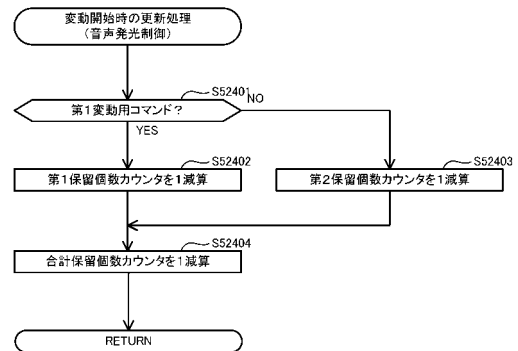 変動開始時の更新処理
(音声発光制御)
S52401
第1変動用コマンド?
NO
YES
S52402
第1保留個数カウンタを1減算
S52403
第2保留個数カウンタを1減算
S52404
合計保留個数カウンタを1減算
RETURN